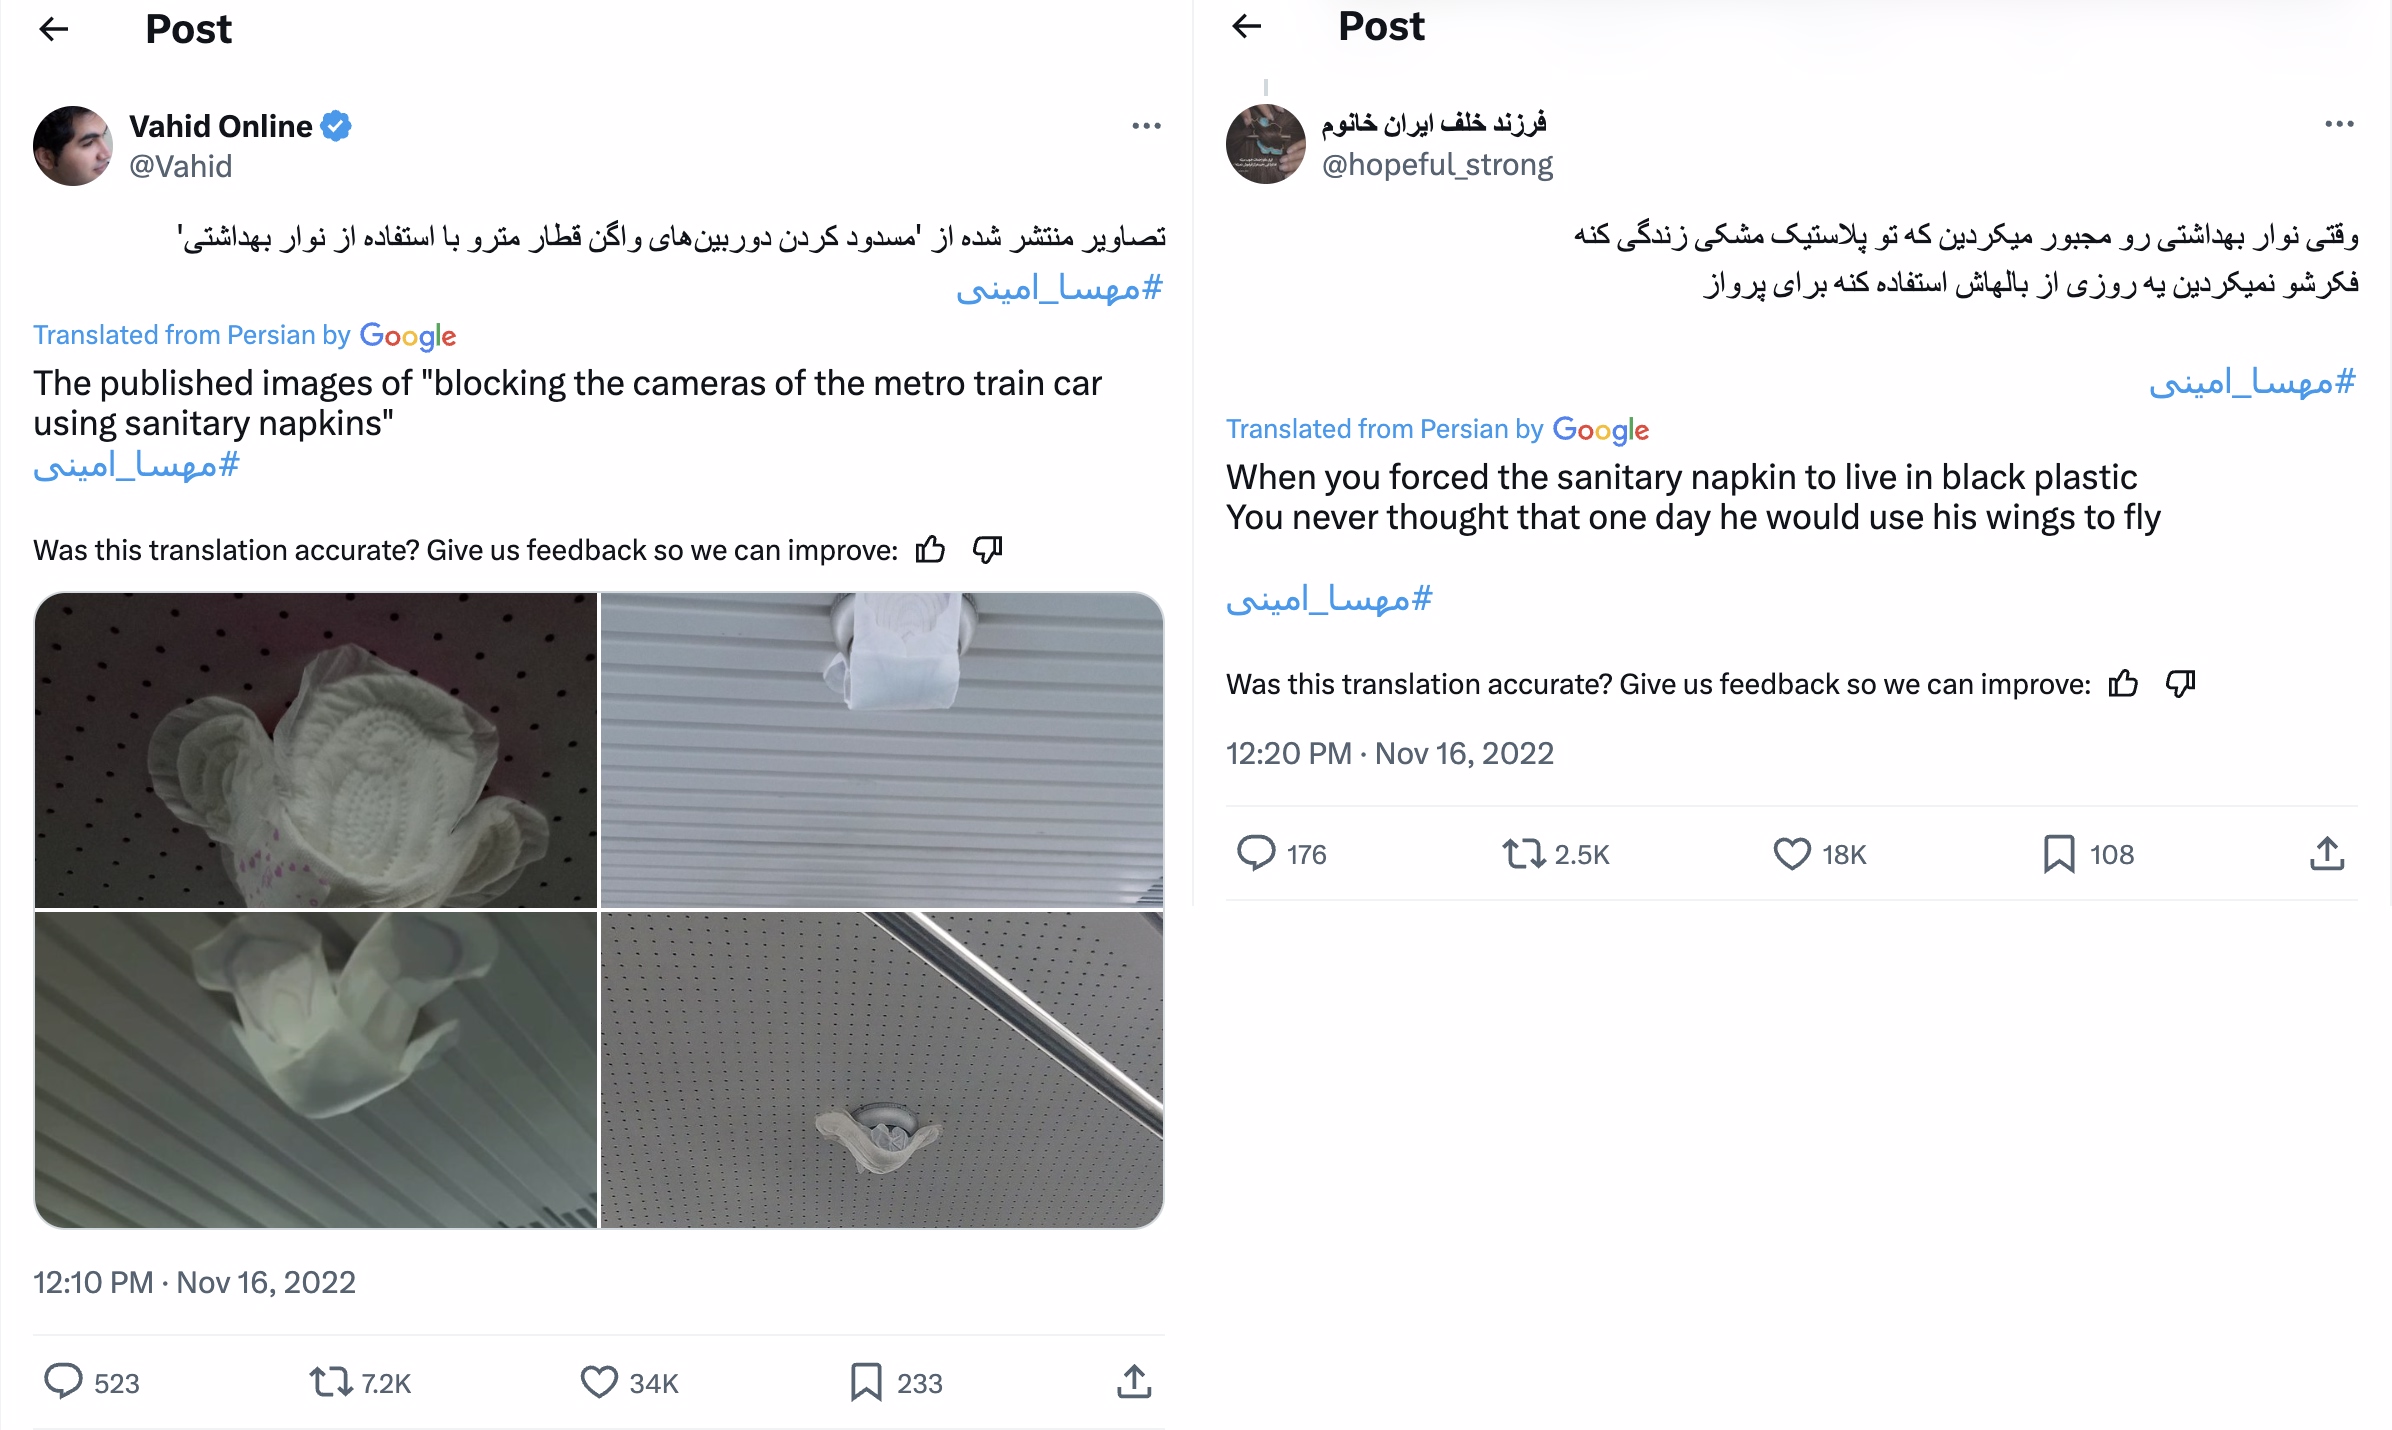 Post
Vahid Online
@Vahid
تصاویر منتشر شده از 'مسدود کردن دوربین‌های واگن قطار مترو با استفاده از نوار بهداشتی'
#مهسا_امینی
Translated from Persian by Google
The published images of "blocking the cameras of the metro train car
using sanitary napkins"
#مهسا_امینی
Was this translation accurate? Give us feedback so we can improve:
12:10 PM · Nov 16, 2022
523 7.2K 34K 233
Post
فرزند خلف ایران خانوم
@hopeful_strong
وقتی نوار بهداشتی رو مجبور میکردین که تو پلاستیک مشکی زندگی کنه
فکرشو نمیکردین یه روزی از بالهاش استفاده کنه برای پرواز
#مهسا_امینی
Translated from Persian by Google
When you forced the sanitary napkin to live in black plastic
You never thought that one day he would use his wings to fly
#مهسا_امینی
Was this translation accurate? Give us feedback so we can improve:
12:20 PM · Nov 16, 2022
176 2.5K 18K 108